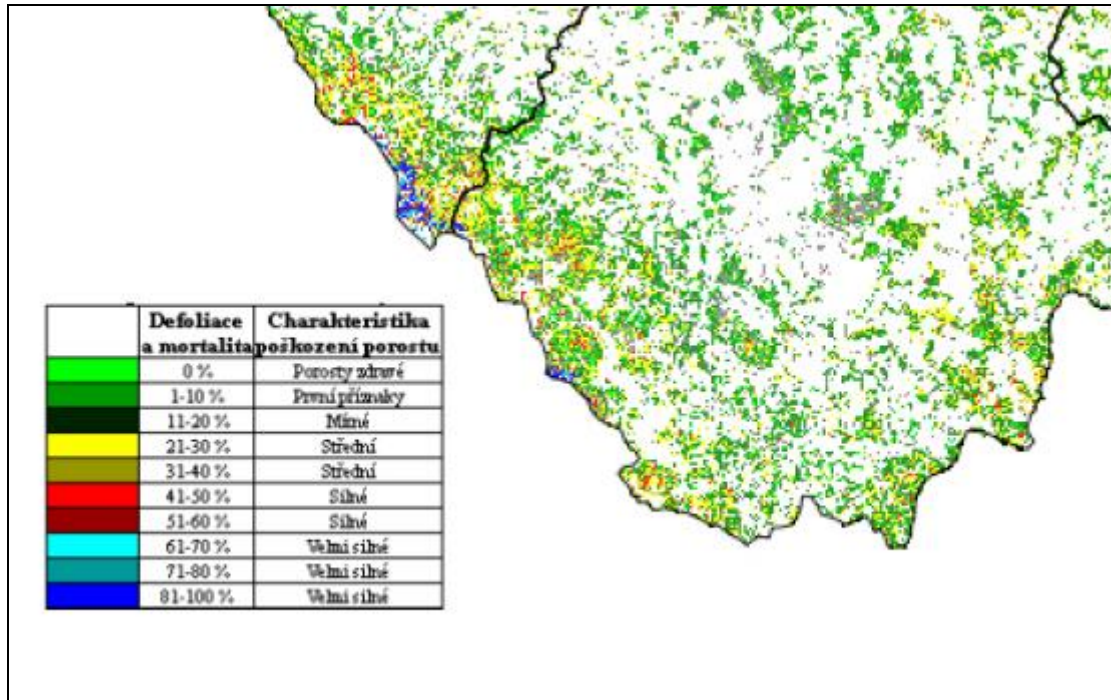 Defoliace Charakteristika
a mortalita poškození porostu
0 % Porosty zdravé
1-10 % První příznaky
11-20 % Mírné
21-30 % Střední
31-40 % Střední
41-50 % Silné
51-60 % Silné
61-70 % Velmi silné
71-80 % Velmi silné
81-100 % Velmi silné